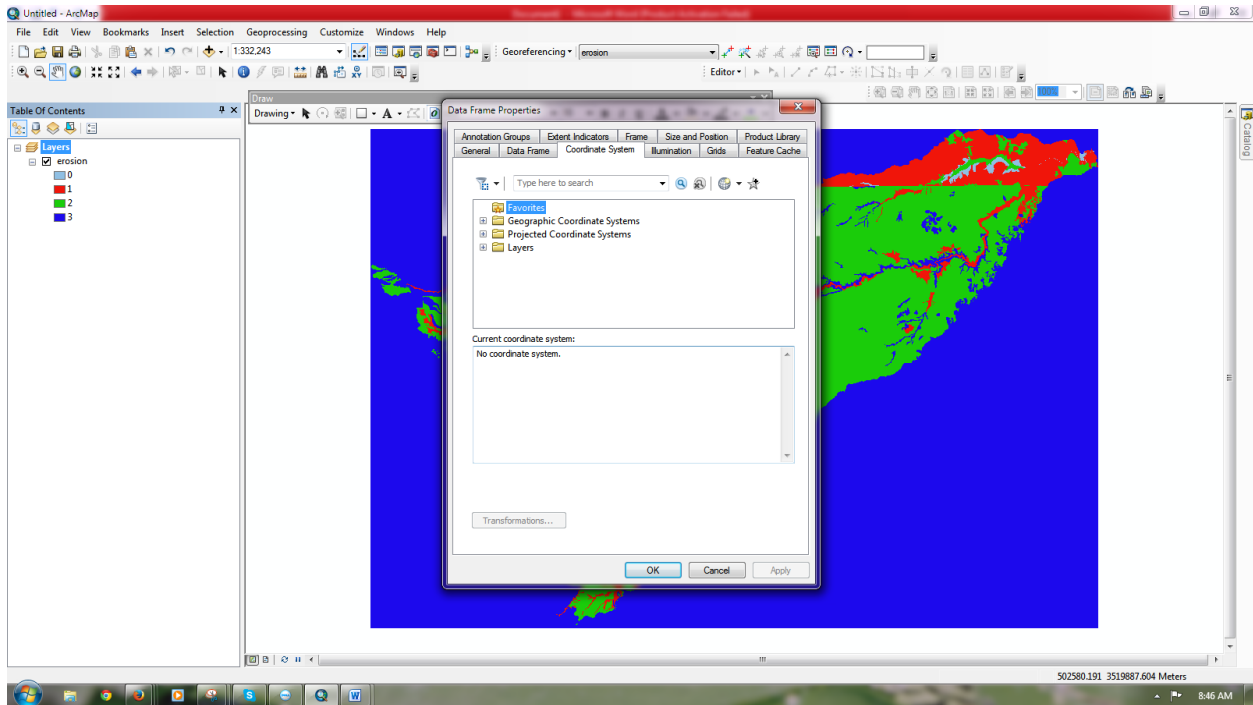 Untitled - ArcMap
File Edit View Bookmarks Insert Selection Geoprocessing Customize Windows Help
1:332,243
Georeferencing
erosion
Editor
Table Of Contents
Layers
erosion
0
1
2
3
Draw
Drawing
A
Data Frame Properties
Annotation Groups Extent Indicators Frame Size and Position Product Library
General Data Frame Coordinate System Illumination Grids Feature Cache
Type here to search
Favorites
Geographic Coordinate Systems
Projected Coordinate Systems
Layers
Current coordinate system:
No coordinate system.
Transformations...
OK Cancel Apply
Catalog
502580.191 3519887.604 Meters
8:46 AM